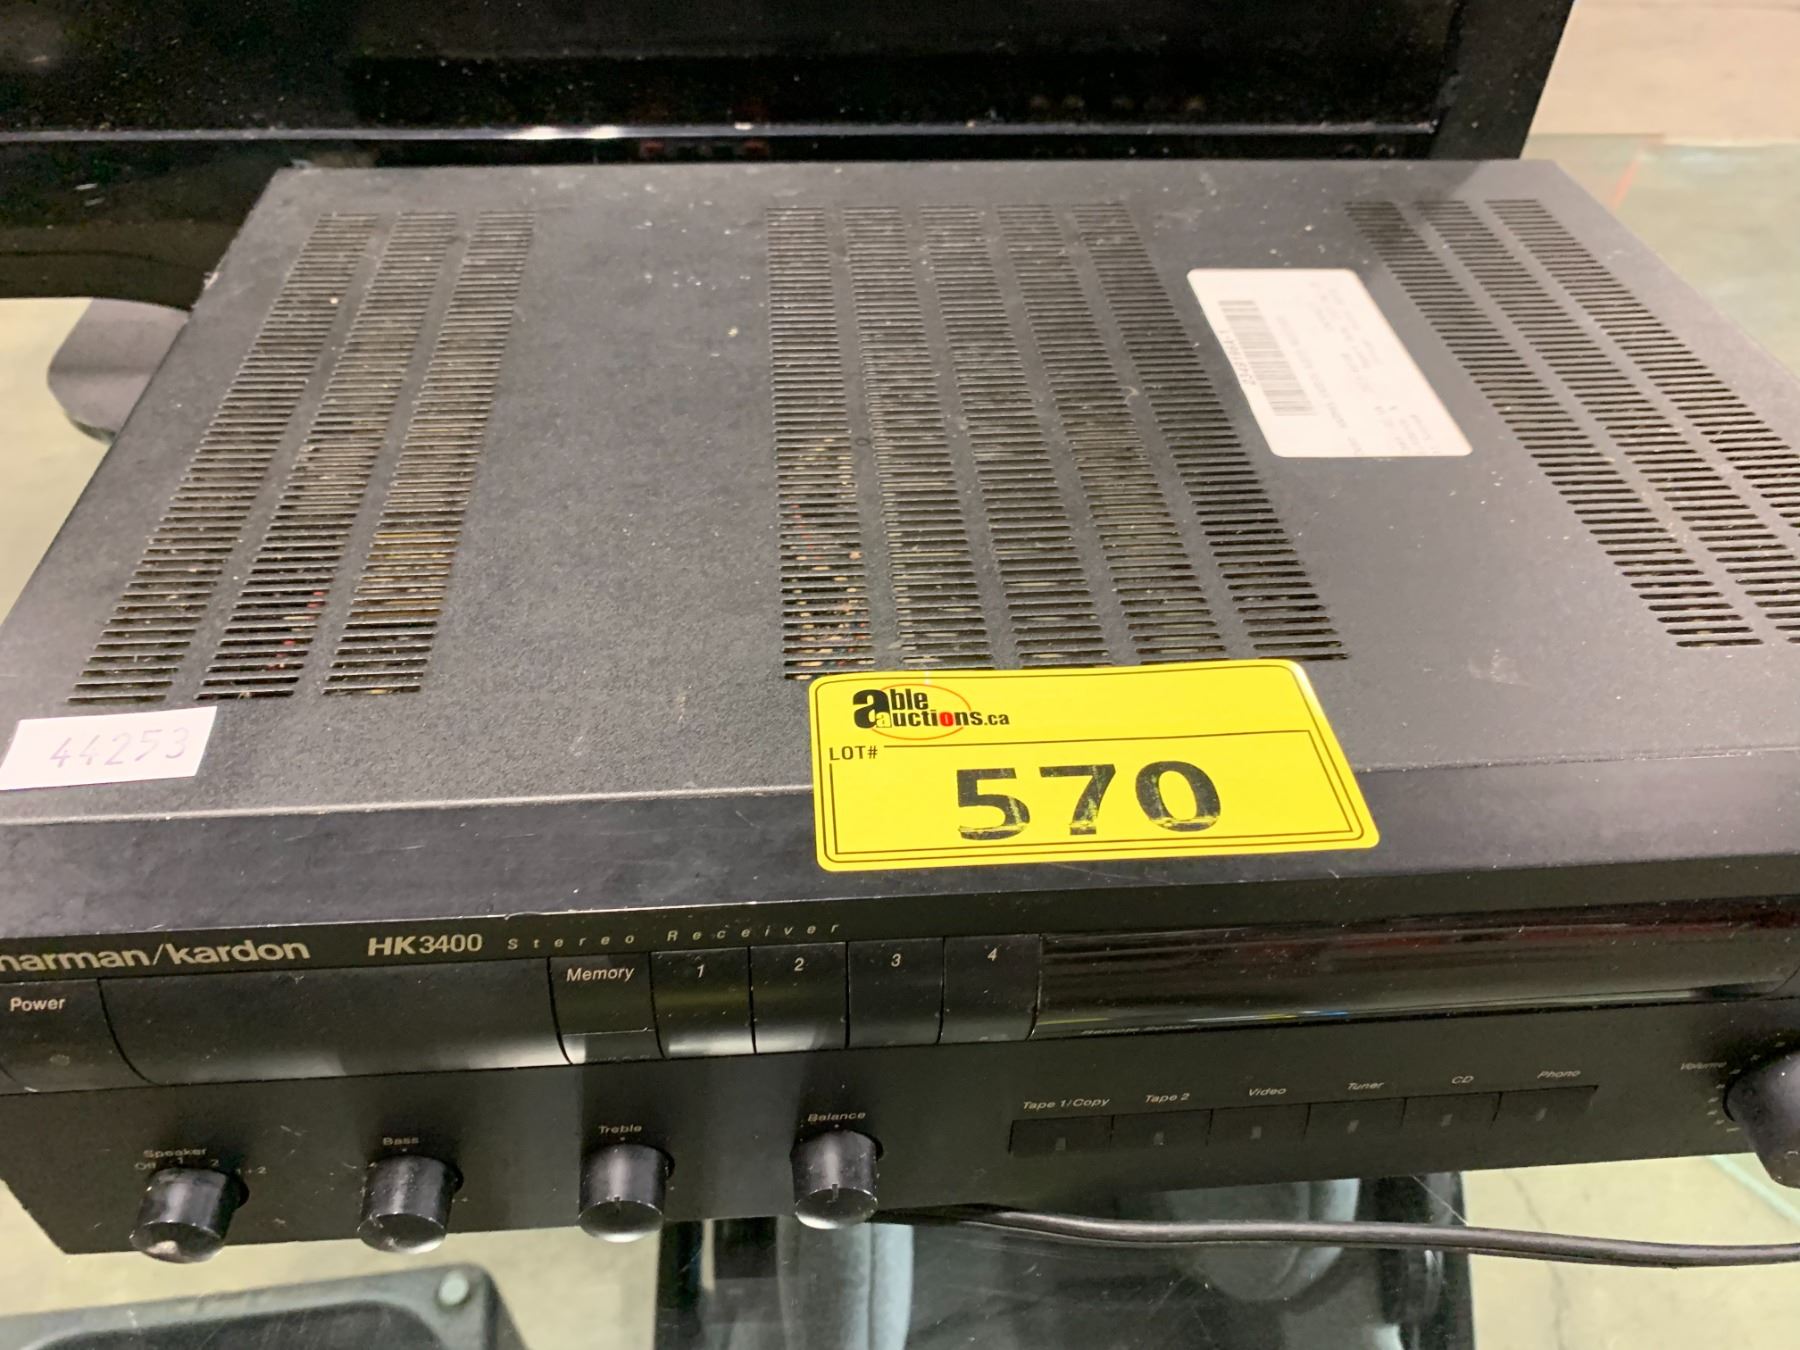 able
auctions.ca
LOT#
570
44253
harman/kardon HK3400 Stereo Receiver
Power
Memory
1 2 3 4
Speaker
Off 1 2 1+2
Bass
Treble
Balance
Tape 1/Copy
Tape 2
Video
Tuner
CD
Phono
Volume